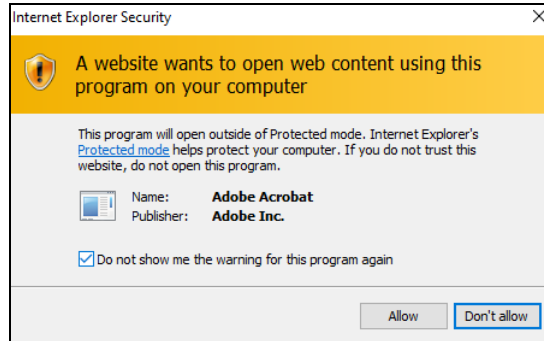 Internet Explorer Security
A website wants to open web content using this
program on your computer
This program will open outside of Protected mode. Internet Explorer's
Protected mode helps protect your computer. If you do not trust this
website, do not open this program.
Name: Adobe Acrobat
Publisher: Adobe Inc.
Do not show me the warning for this program again
Allow Don't allow